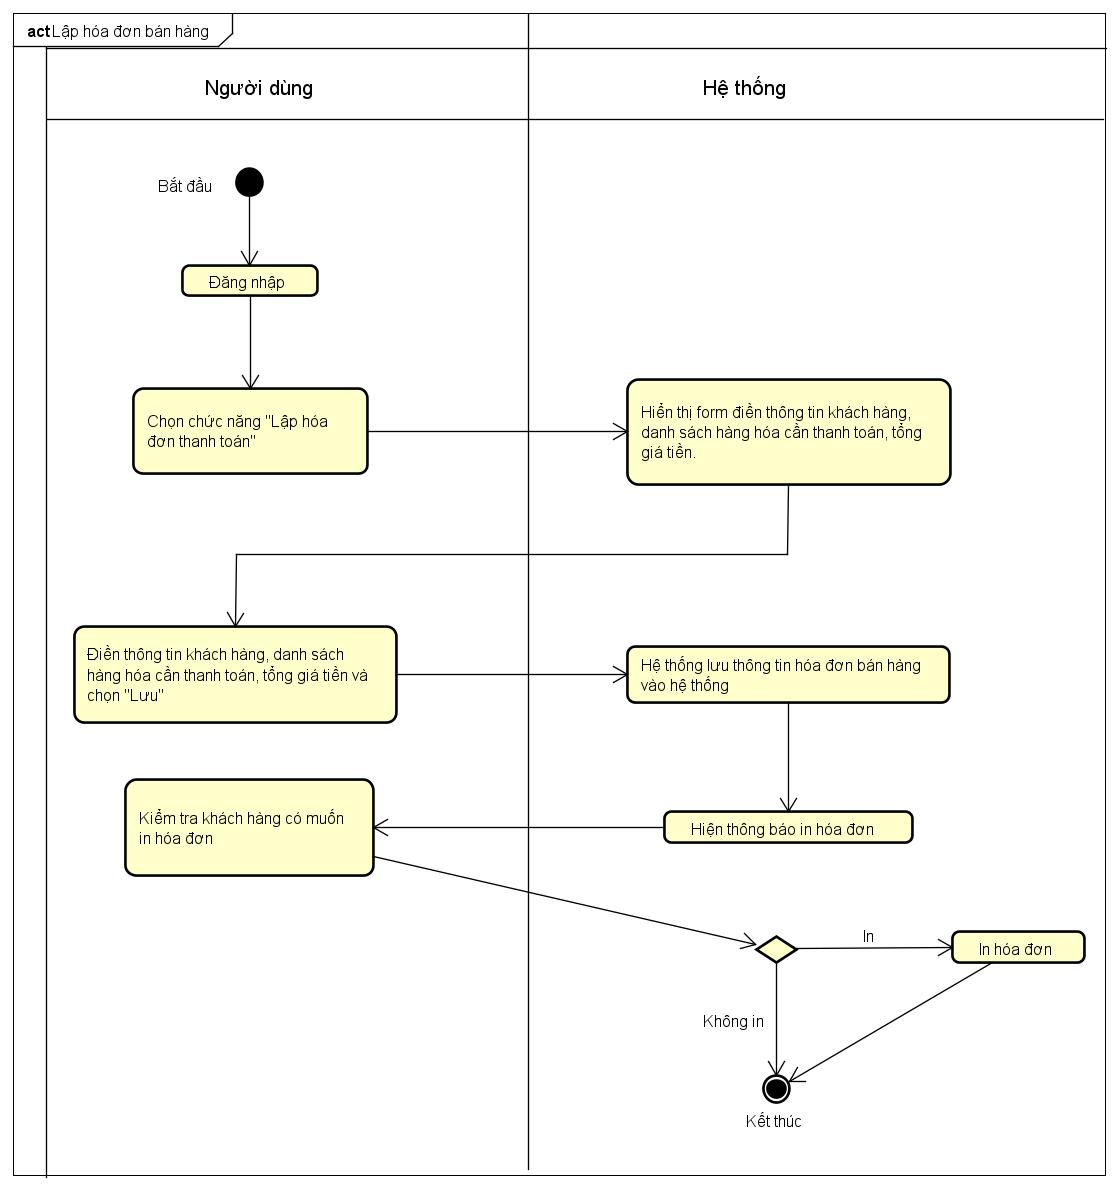 act Lập hóa đơn bán hàng
Người dùng
Hệ thống
Bắt đầu
Đăng nhập
Chọn chức năng "Lập hóa
đơn thanh toán"
Hiển thị form điền thông tin khách hàng,
danh sách hàng hóa cần thanh toán, tổng
giá tiền.
Điền thông tin khách hàng, danh sách
hàng hóa cần thanh toán, tổng giá tiền và
chọn "Lưu"
Hệ thống lưu thông tin hóa đơn bán hàng
vào hệ thống
Hiện thông báo in hóa đơn
Kiểm tra khách hàng có muốn
in hóa đơn
In
In hóa đơn
Không in
Kết thúc